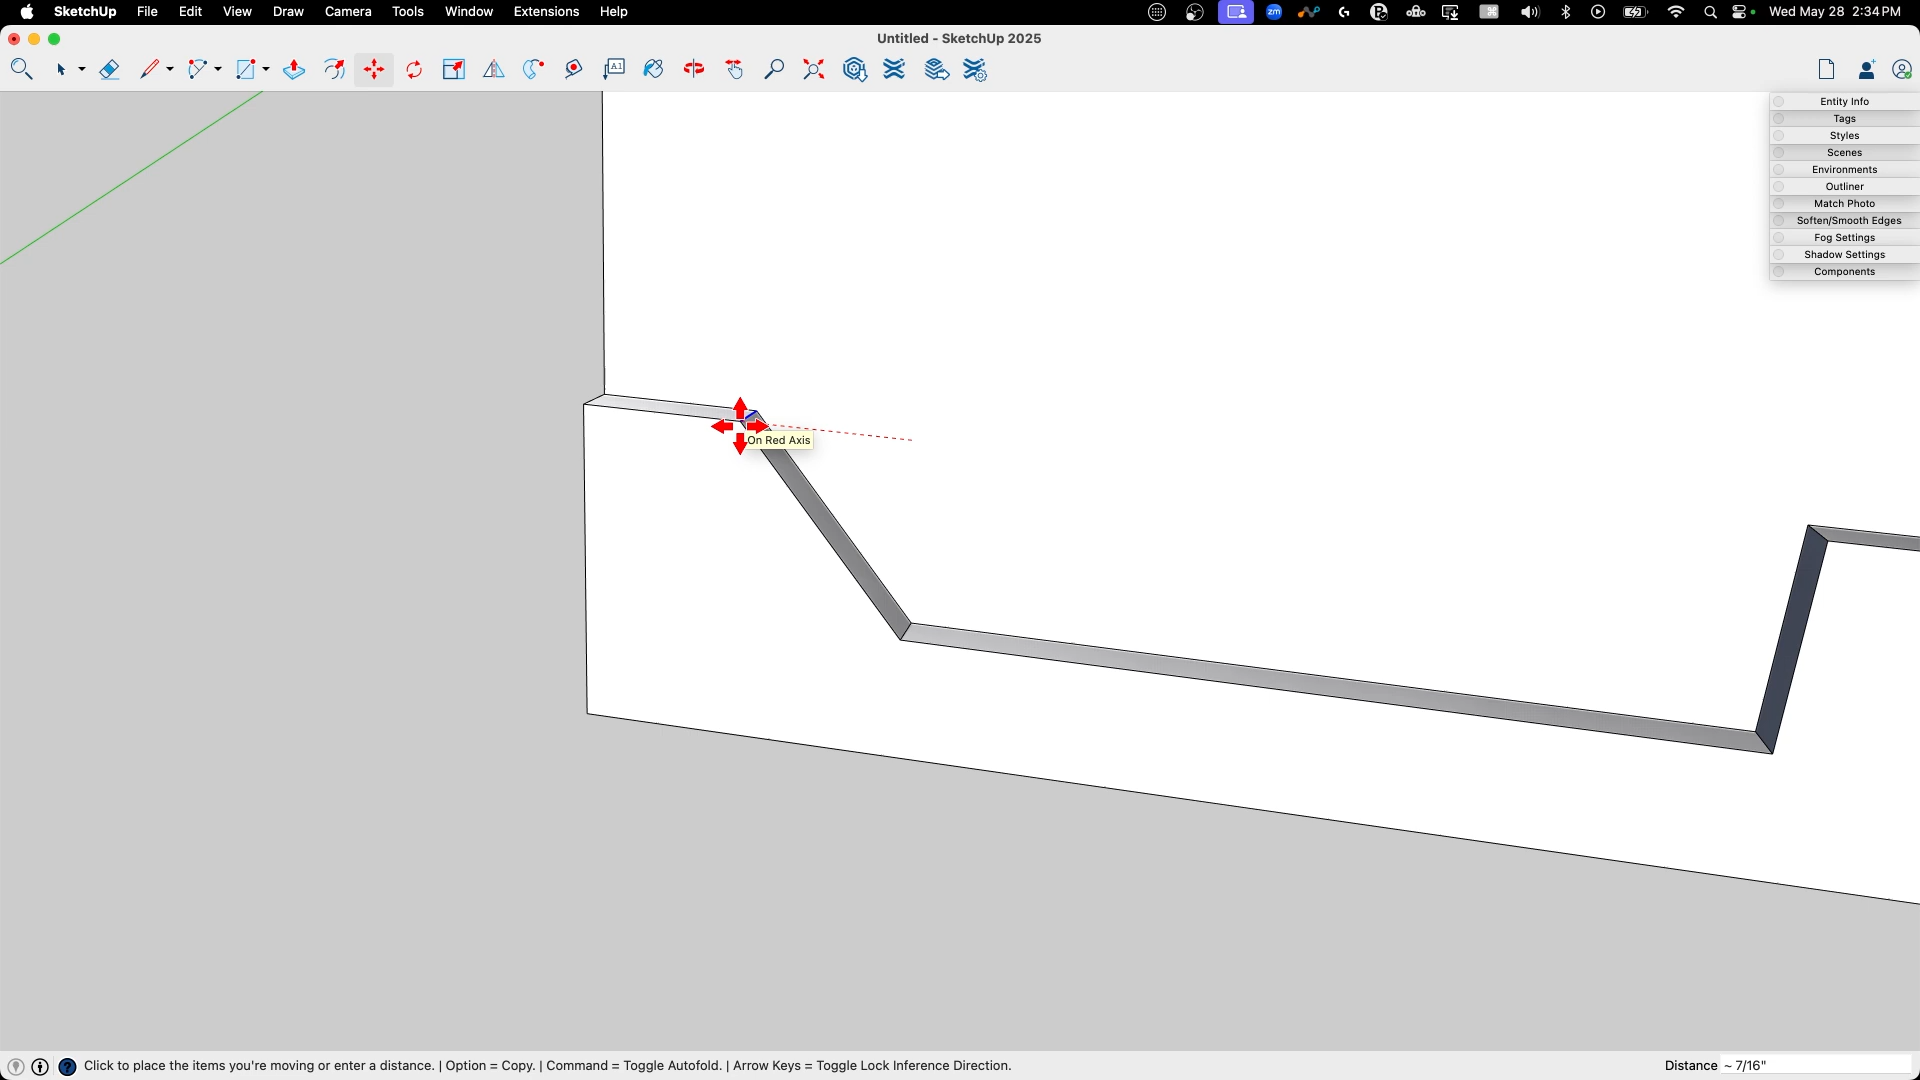 SketchUp File Edit View Draw Camera Tools Window Extensions Help
zm
Wed May 28 2:34 PM
Untitled - SketchUp 2025
A1
Entity Info
Tags
Styles
Scenes
Environments
Outliner
Match Photo
Soften/Smooth Edges
Fog Settings
Shadow Settings
Components
On Red Axis
Click to place the items you're moving or enter a distance. | Option = Copy. | Command = Toggle Autofold. | Arrow Keys = Toggle Lock Inference Direction.
Distance ~ 7/16"